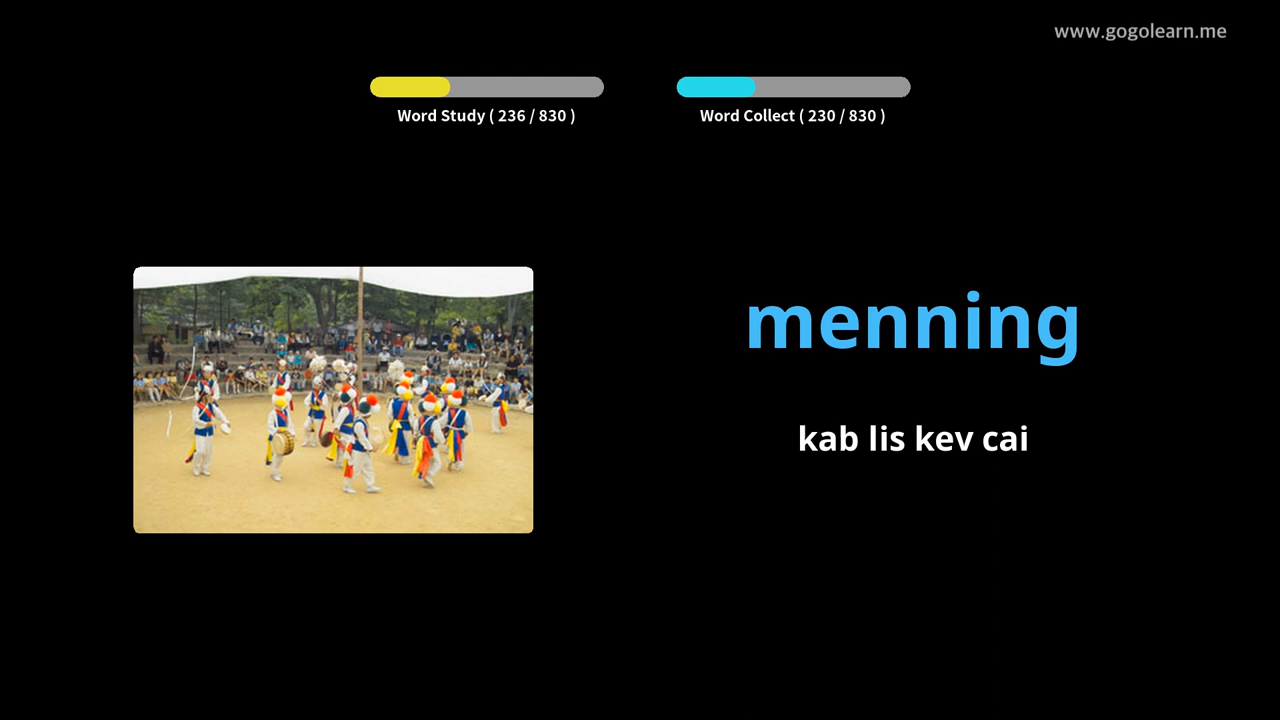 www.gogolearn.me
Word Study ( 236 / 830 )
Word Collect ( 230 / 830 )
menning
kab lis kev cai